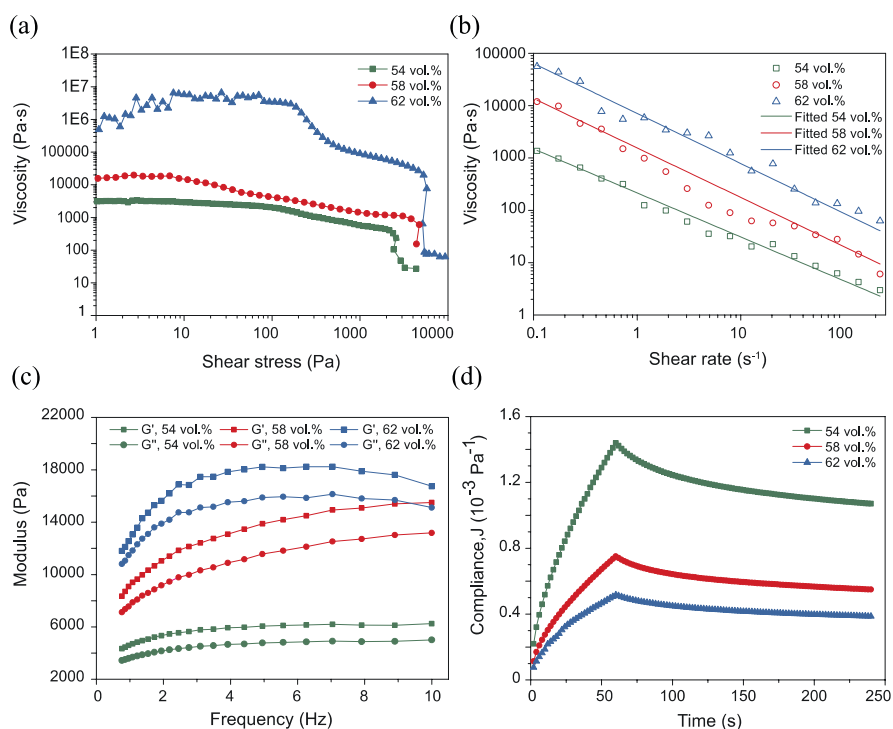 (a)
1E8
1E7
1E6
100000
10000
1000
100
10
1
Viscosity (Pa·s)
54 vol.%
58 vol.%
62 vol.%
1 10 100 1000 10000
Shear stress (Pa)
(b)
100000
10000
1000
100
10
1
Viscosity (Pa·s)
54 vol.%
58 vol.%
62 vol.%
Fitted 54 vol.%
Fitted 58 vol.%
Fitted 62 vol.%
0.1 1 10 100
Shear rate (s⁻¹)
(c)
22000
18000
14000
10000
6000
2000
Modulus (Pa)
G', 54 vol.% G', 58 vol.% G', 62 vol.%
G", 54 vol.% G", 58 vol.% G", 62 vol.%
0 2 4 6 8 10
Frequency (Hz)
(d)
1.6
1.2
0.8
0.4
0
Compliance,J (10⁻³ Pa⁻¹)
54 vol.%
58 vol.%
62 vol.%
0 50 100 150 200 250
Time (s)